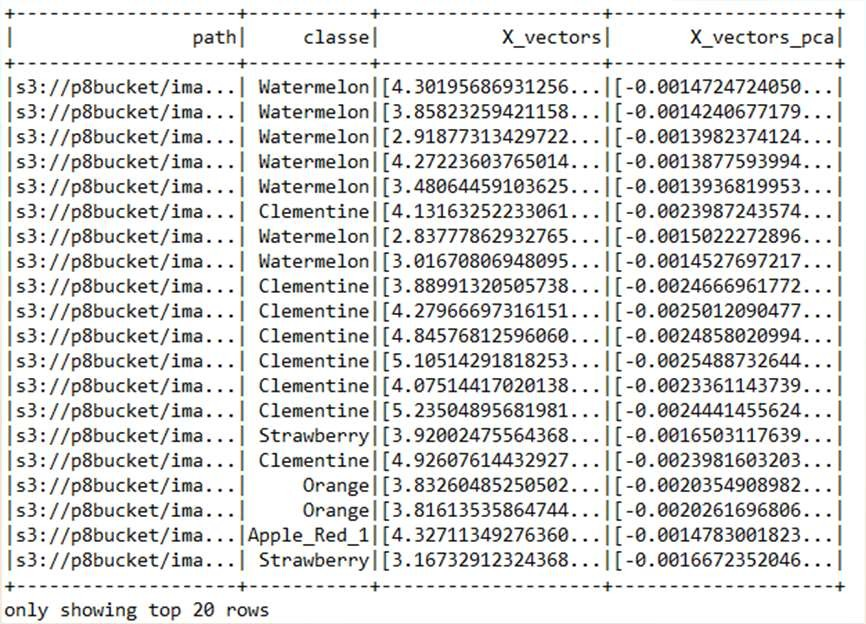 +--------------------+-----------+--------------------+--------------------+
|                path|     classe|           X_vectors|       X_vectors_pca|
+--------------------+-----------+--------------------+--------------------+
|s3://p8bucket/ima...| Watermelon|[4.30195686931256...|[-0.0014724724050...|
|s3://p8bucket/ima...| Watermelon|[3.85823259421158...|[-0.0014240677179...|
|s3://p8bucket/ima...| Watermelon|[2.91877313429722...|[-0.0013982374124...|
|s3://p8bucket/ima...| Watermelon|[4.27223603765014...|[-0.0013877593994...|
|s3://p8bucket/ima...| Watermelon|[3.48064459103625...|[-0.0013936819953...|
|s3://p8bucket/ima...| Clementine|[4.13163252233061...|[-0.0023987243574...|
|s3://p8bucket/ima...| Watermelon|[2.83777862932765...|[-0.0015022272896...|
|s3://p8bucket/ima...| Watermelon|[3.01670806948095...|[-0.0014527697217...|
|s3://p8bucket/ima...| Clementine|[3.88991320505738...|[-0.0024666961772...|
|s3://p8bucket/ima...| Clementine|[4.27966697316151...|[-0.0025012090477...|
|s3://p8bucket/ima...| Clementine|[4.84576812596060...|[-0.0024858020994...|
|s3://p8bucket/ima...| Clementine|[5.10514291818253...|[-0.0025488732644...|
|s3://p8bucket/ima...| Clementine|[4.07514417020138...|[-0.0023361143739...|
|s3://p8bucket/ima...| Clementine|[5.23504895681981...|[-0.0024441455624...|
|s3://p8bucket/ima...| Strawberry|[3.92002475564368...|[-0.0016503117639...|
|s3://p8bucket/ima...| Clementine|[4.92607614432927...|[-0.0023981603203...|
|s3://p8bucket/ima...|     Orange|[3.83260485250502...|[-0.0020354908982...|
|s3://p8bucket/ima...|     Orange|[3.81613535864744...|[-0.0020261696806...|
|s3://p8bucket/ima...|Apple_Red_1|[4.32711349276360...|[-0.0014783001823...|
|s3://p8bucket/ima...| Strawberry|[3.16732912324368...|[-0.0016672352046...|
+--------------------+-----------+--------------------+--------------------+
only showing top 20 rows